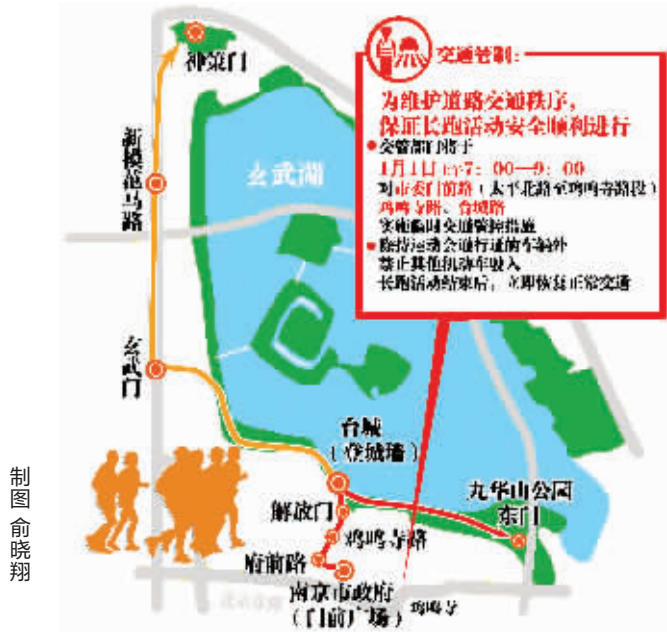 神策门
新模范马路
玄武湖
玄武门
交通管制：
为维护道路交通秩序，
保证长跑活动安全顺利进行
交管部门将于
1月1日上午7：00—9：00
对市委门前路（太平北路至鸡鸣寺路段）
鸡鸣寺路、台城路
实施临时交通管控措施
除持运动会通行证的车辆外
禁止其他机动车驶入
长跑活动结束后，立即恢复正常交通
台城
（登城墙）
九华山公园
东门
解放门
鸡鸣寺路
府前路
南京市政府
（门前广场）
鸡鸣寺
制图 俞晓翔